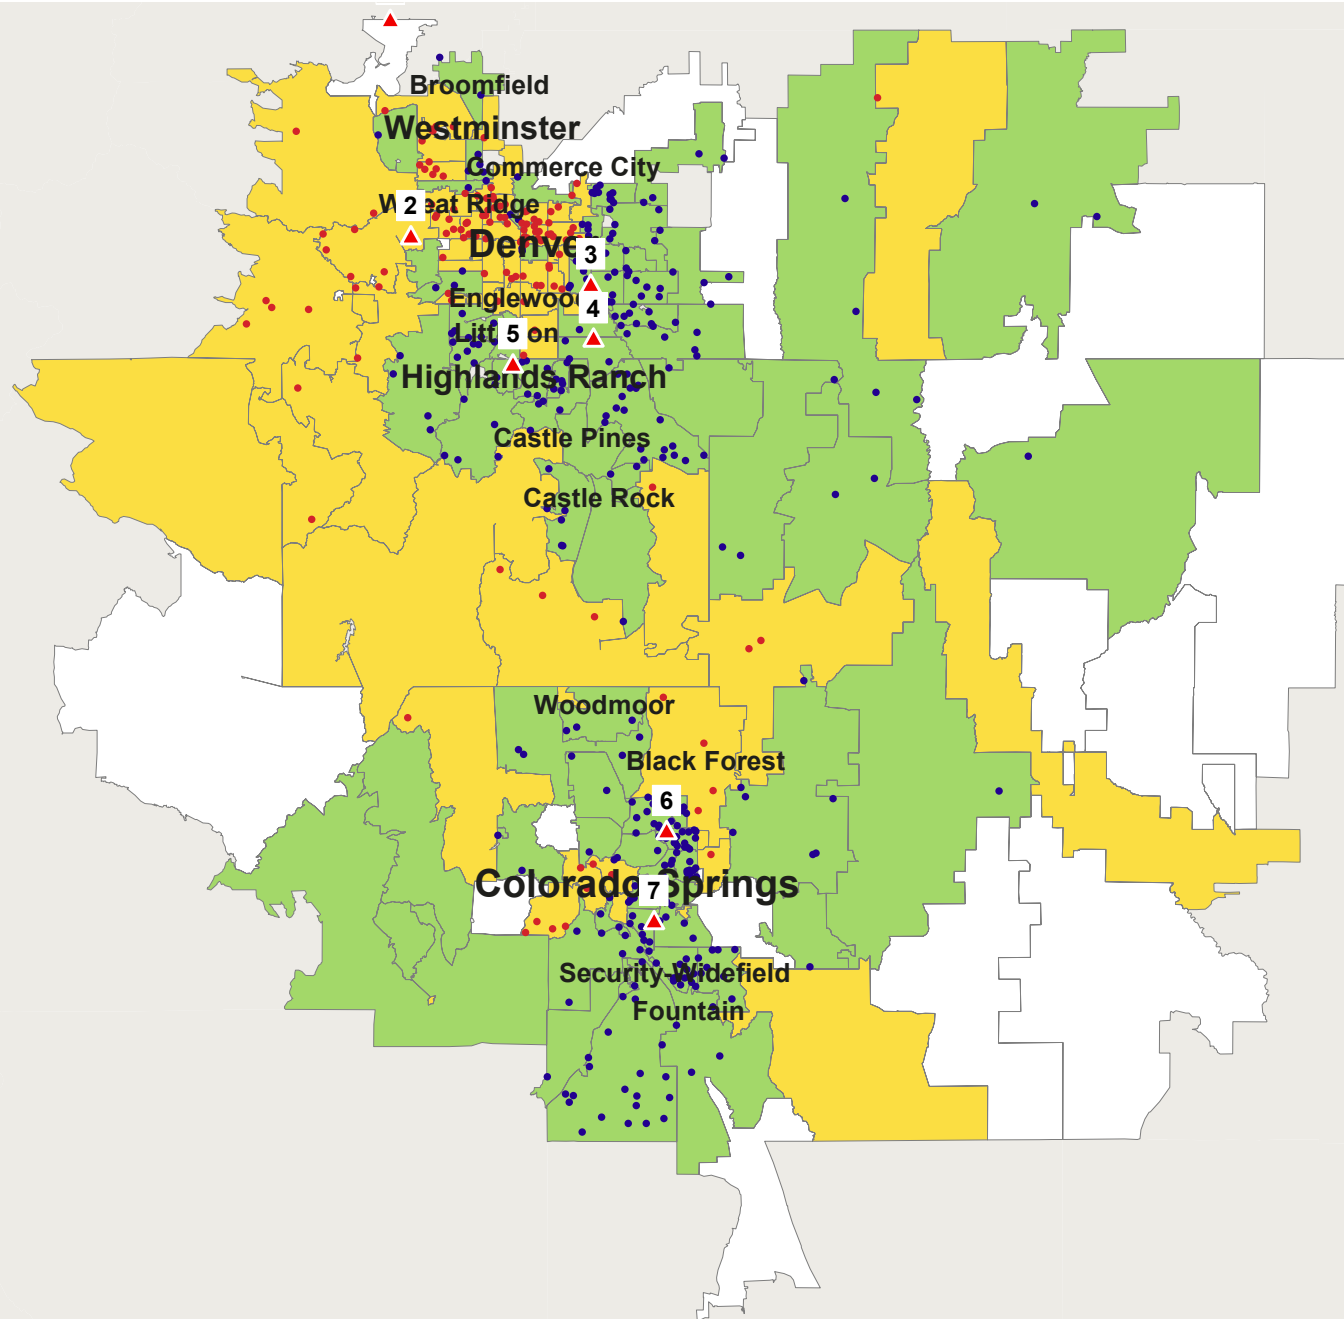 Broomfield
Westminster
Commerce City
Wheat Ridge
2
Denver
3
Englewood
4
Littleton
5
Highlands Ranch
Castle Pines
Castle Rock
Woodmoor
Black Forest
6
Colorado Springs
7
Security-Widefield
Fountain